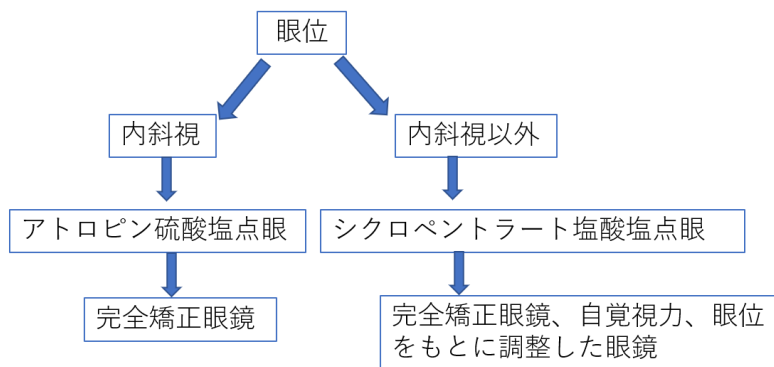 眼位
内斜視
内斜視以外
アトロピン硫酸塩点眼
シクロペントラート塩酸塩点眼
完全矯正眼鏡
完全矯正眼鏡、自覚視力、眼位
をもとに調整した眼鏡